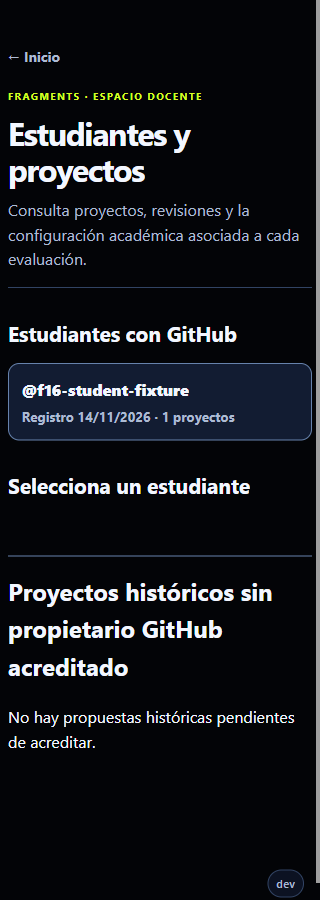 ← Inicio
FRAGMENTS · ESPACIO DOCENTE
Estudiantes y
proyectos
Consulta proyectos, revisiones y la
configuración académica asociada a cada
evaluación.
Estudiantes con GitHub
@f16-student-fixture
Registro 14/11/2026 · 1 proyectos
Selecciona un estudiante
Proyectos históricos sin
propietario GitHub
acreditado
No hay propuestas históricas pendientes
de acreditar.
dev